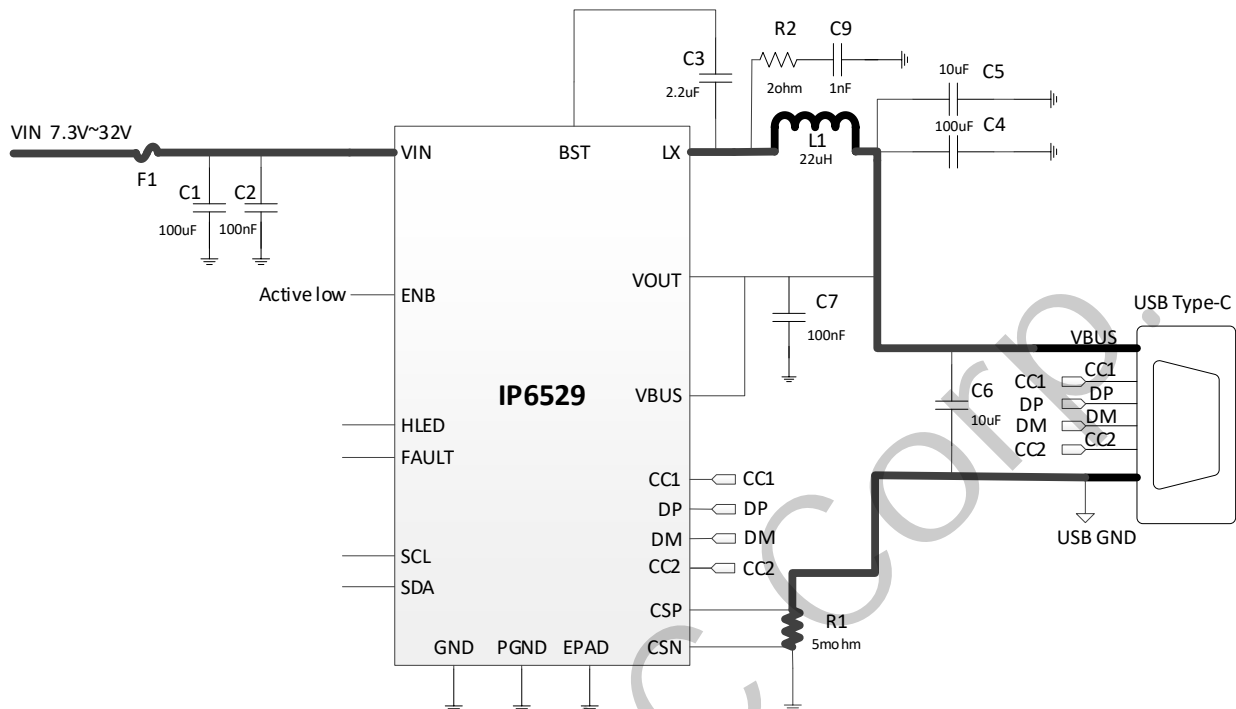 R2
C9
C3
2.2uF
2ohm
1nF
10uF
C5
100uF
C4
L1
22uH
VIN 7.3V~32V
F1
C1
100uF
C2
100nF
VIN
BST
LX
Active low
ENB
VOUT
C7
100nF
IP6529
VBUS
HLED
FAULT
CC1
CC1
DP
DP
DM
DM
CC2
CC2
SCL
SDA
CSP
CSN
R1
5mohm
GND
PGND
EPAD
USB Type-C
VBUS
CC1
CC1
DP
DP
DM
DM
CC2
CC2
C6
10uF
USB GND
C Corp.